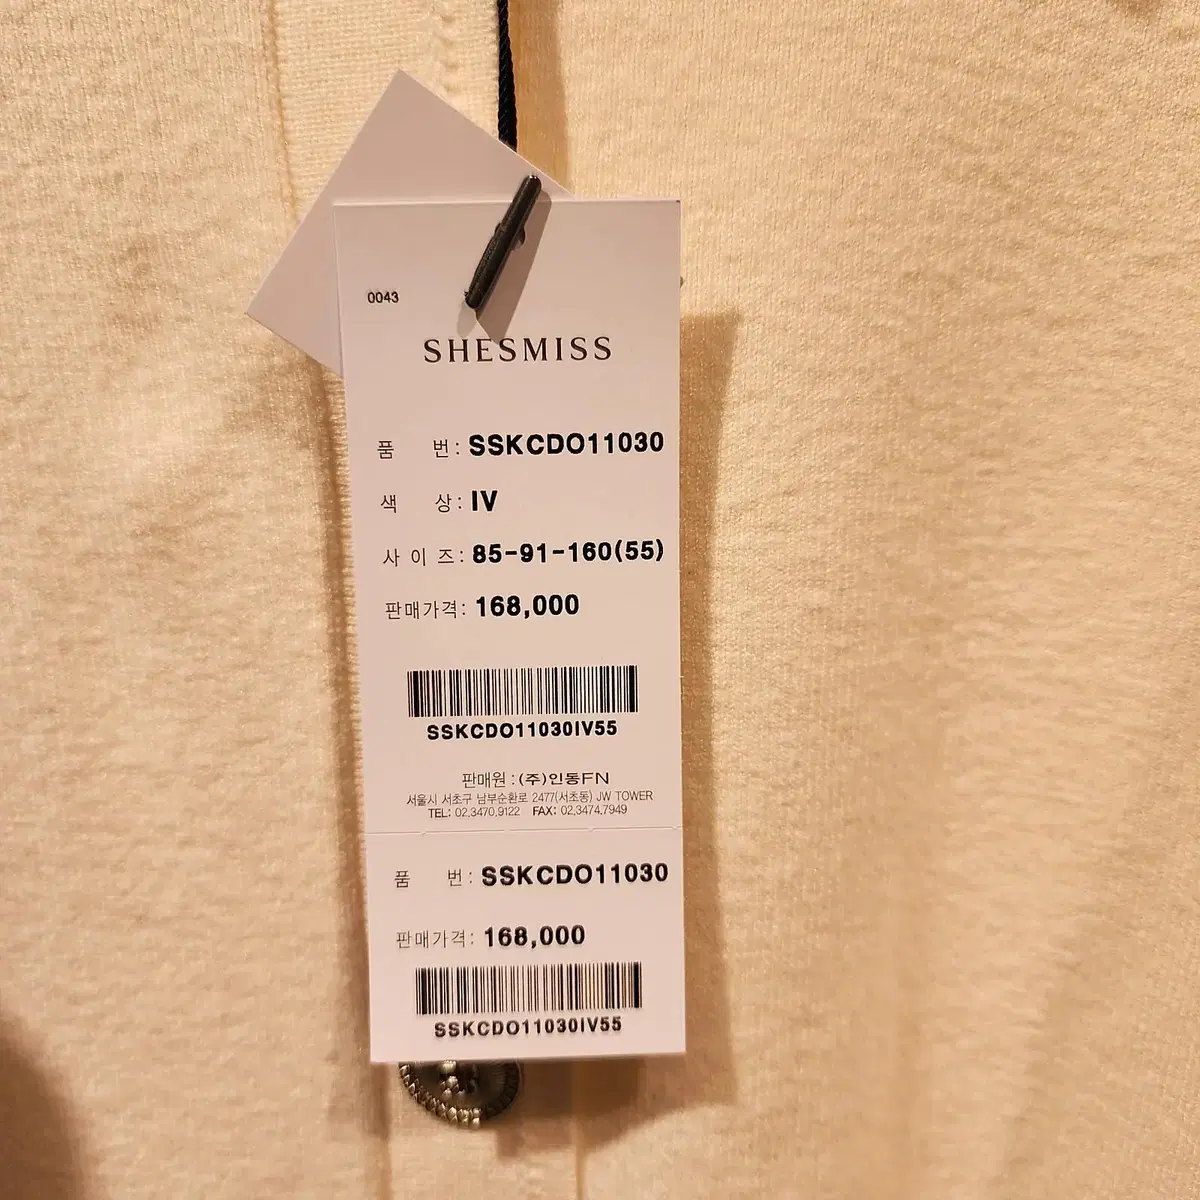 0043
SHESMISS
품 번: SSKCDO11030
색 상: IV
사 이 즈: 85-91-160(55)
판매가격: 168,000
SSKCDO11030IV55
판매원 : (주)인동FN
서울시 서초구 남부순환로 2477(서초동) JW TOWER
TEL: 02.3470.9122 FAX: 02.3474.7949
품 번: SSKCDO11030
판매가격: 168,000
SSKCDO11030IV55